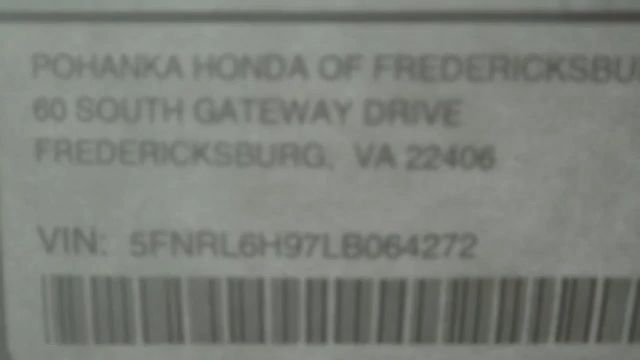 POHANKA HONDA OF FREDERICKSBU
60 SOUTH GATEWAY DRIVE
FREDERICKSBURG, VA 22406
VIN: 5FNRL6H97LB064272